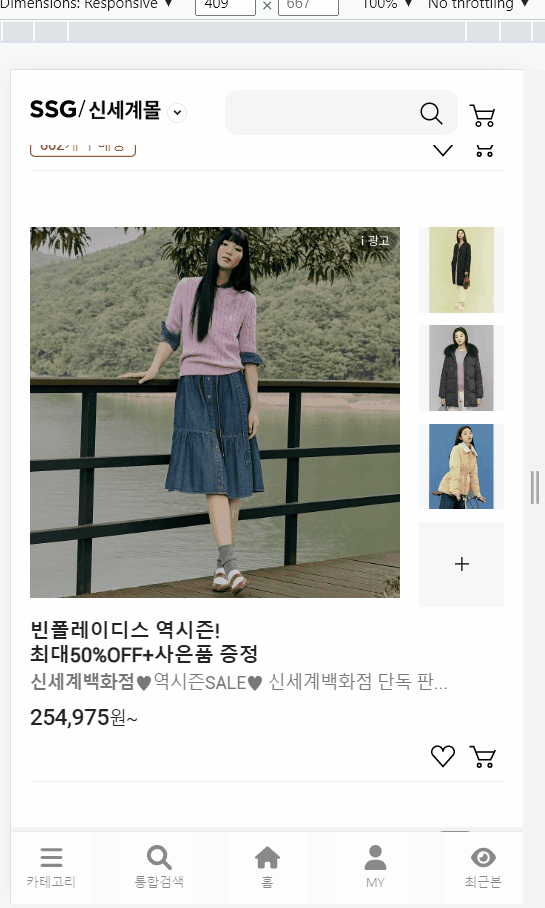 Dimensions: Responsive ▼ 409 × 667 100% ▼ No throttling ▼
SSG/신세계몰
i 광고
+
빈폴레이디스 역시즌!
최대50%OFF+사은품 증정
신세계백화점♥역시즌SALE♥ 신세계백화점 단독 판...
254,975원~
카테고리 통합검색 홈 MY 최근본